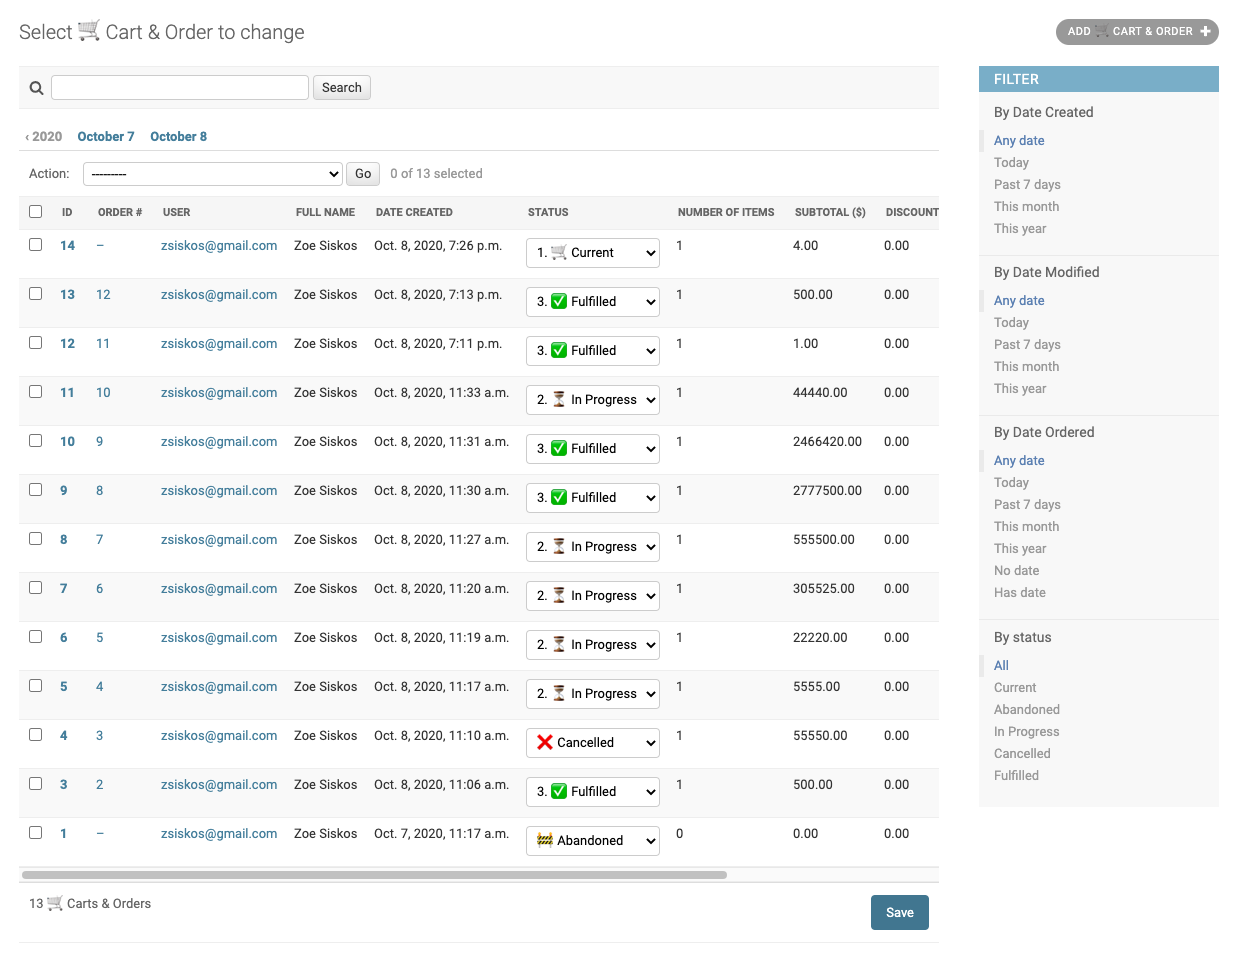 Select 🛒 Cart & Order to change
ADD 🛒 CART & ORDER +
Search
‹ 2020 October 7 October 8
Action: --------- Go 0 of 13 selected
ID ORDER # USER FULL NAME DATE CREATED STATUS NUMBER OF ITEMS SUBTOTAL ($) DISCOUNT
14 – zsiskos@gmail.com Zoe Siskos Oct. 8, 2020, 7:26 p.m. 1. 🛒 Current 1 4.00 0.00
13 12 zsiskos@gmail.com Zoe Siskos Oct. 8, 2020, 7:13 p.m. 3. ✅ Fulfilled 1 500.00 0.00
12 11 zsiskos@gmail.com Zoe Siskos Oct. 8, 2020, 7:11 p.m. 3. ✅ Fulfilled 1 1.00 0.00
11 10 zsiskos@gmail.com Zoe Siskos Oct. 8, 2020, 11:33 a.m. 2. ⏳ In Progress 1 44440.00 0.00
10 9 zsiskos@gmail.com Zoe Siskos Oct. 8, 2020, 11:31 a.m. 3. ✅ Fulfilled 1 2466420.00 0.00
9 8 zsiskos@gmail.com Zoe Siskos Oct. 8, 2020, 11:30 a.m. 3. ✅ Fulfilled 1 2777500.00 0.00
8 7 zsiskos@gmail.com Zoe Siskos Oct. 8, 2020, 11:27 a.m. 2. ⏳ In Progress 1 555500.00 0.00
7 6 zsiskos@gmail.com Zoe Siskos Oct. 8, 2020, 11:20 a.m. 2. ⏳ In Progress 1 305525.00 0.00
6 5 zsiskos@gmail.com Zoe Siskos Oct. 8, 2020, 11:19 a.m. 2. ⏳ In Progress 1 22220.00 0.00
5 4 zsiskos@gmail.com Zoe Siskos Oct. 8, 2020, 11:17 a.m. 2. ⏳ In Progress 1 5555.00 0.00
4 3 zsiskos@gmail.com Zoe Siskos Oct. 8, 2020, 11:10 a.m. ❌ Cancelled 1 55550.00 0.00
3 2 zsiskos@gmail.com Zoe Siskos Oct. 8, 2020, 11:06 a.m. 3. ✅ Fulfilled 1 500.00 0.00
1 – zsiskos@gmail.com Zoe Siskos Oct. 7, 2020, 11:17 a.m. 🚧 Abandoned 0 0.00 0.00
13 🛒 Carts & Orders
Save
FILTER
By Date Created
Any date
Today
Past 7 days
This month
This year
By Date Modified
Any date
Today
Past 7 days
This month
This year
By Date Ordered
Any date
Today
Past 7 days
This month
This year
No date
Has date
By status
All
Current
Abandoned
In Progress
Cancelled
Fulfilled